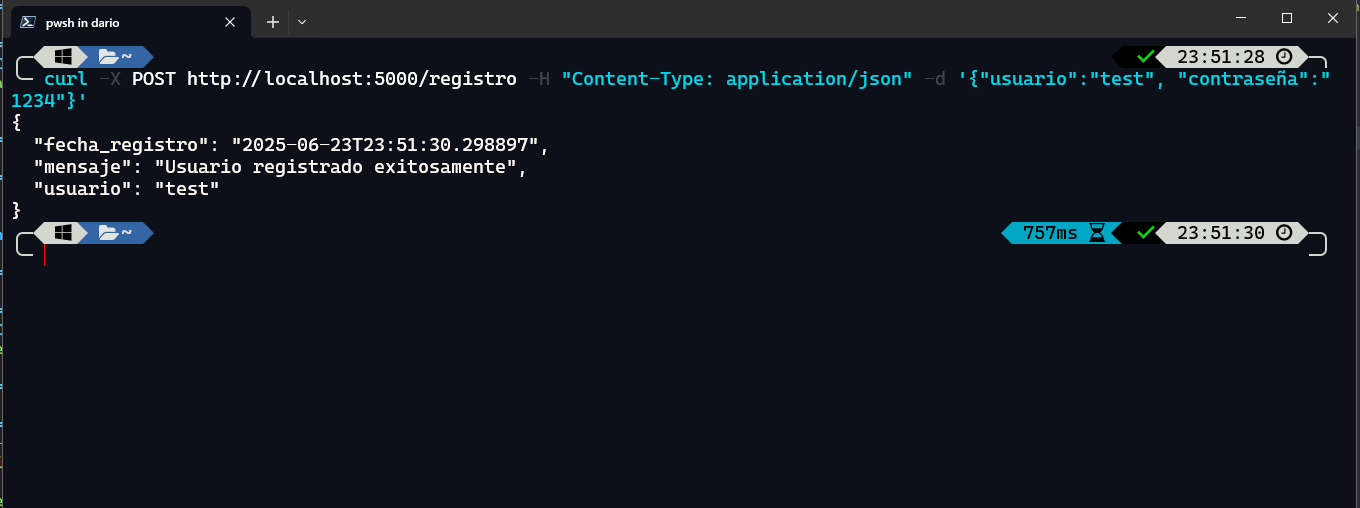 pwsh in dario
~ 23:51:28
curl -X POST http://localhost:5000/registro -H "Content-Type: application/json" -d '{"usuario":"test", "contraseña":"
1234"}'
{
  "fecha_registro": "2025-06-23T23:51:30.298897",
  "mensaje": "Usuario registrado exitosamente",
  "usuario": "test"
}
~ 757ms 23:51:30